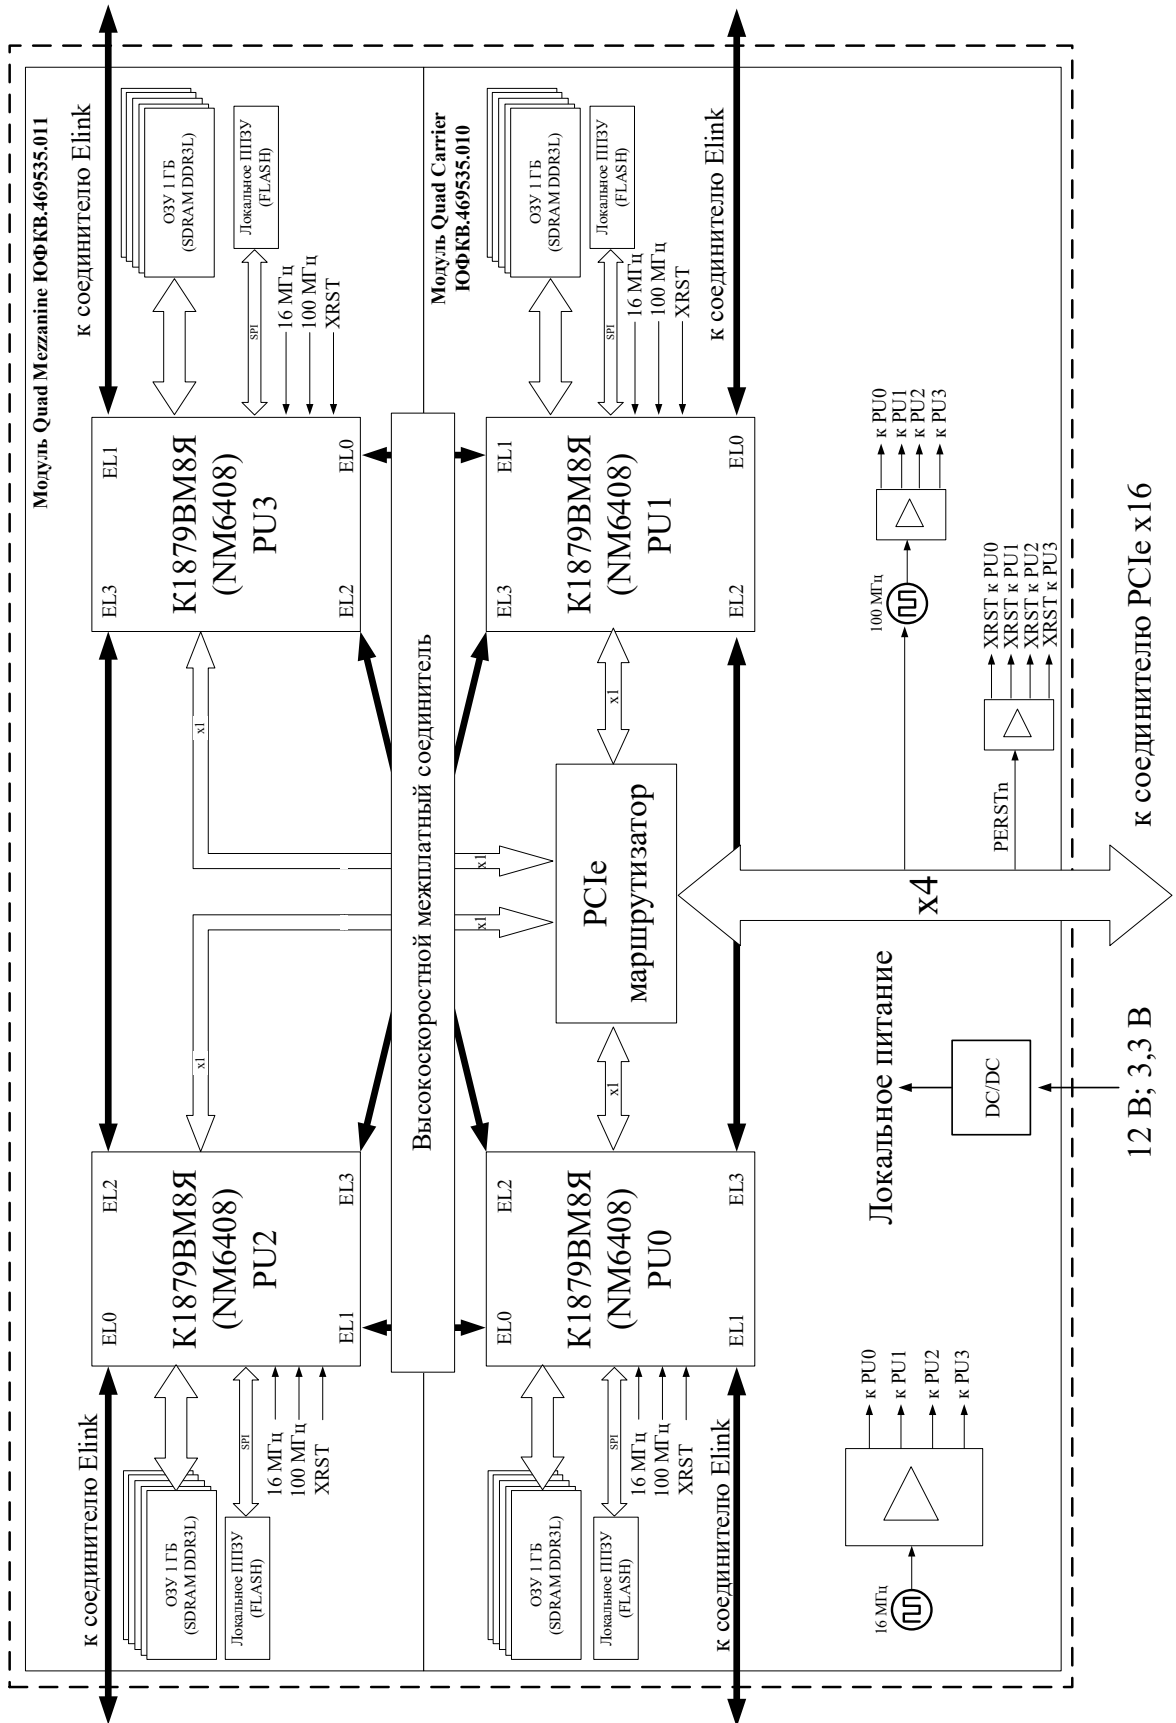 Модуль Quad Mezzanine ЮФКВ.469535.011
к соединителю Elink
к соединителю Elink
ОЗУ 1 ГБ
(SDRAM DDR3L)
Локальное ППЗУ
(FLASH)
SPI
16 МГц
100 МГц
XRST
EL0
EL2
К1879ВМ8Я
(NM6408)
PU2
EL1
EL3
x1
x1
EL3
EL1
К1879ВМ8Я
(NM6408)
PU3
EL2
EL0
ОЗУ 1 ГБ
(SDRAM DDR3L)
Локальное ППЗУ
(FLASH)
SPI
16 МГц
100 МГц
XRST
Высокоскоростной межплатный соединитель
Модуль Quad Carrier
ЮФКВ.469535.010
ОЗУ 1 ГБ
(SDRAM DDR3L)
Локальное ППЗУ
(FLASH)
SPI
16 МГц
100 МГц
XRST
EL0
EL2
К1879ВМ8Я
(NM6408)
PU0
EL1
EL3
x1
x1
x1
PCIe
маршрутизатор
x1
EL3
EL1
К1879ВМ8Я
(NM6408)
PU1
EL2
EL0
ОЗУ 1 ГБ
(SDRAM DDR3L)
Локальное ППЗУ
(FLASH)
SPI
16 МГц
100 МГц
XRST
к соединителю Elink
к соединителю Elink
16 МГц
к PU0
к PU1
к PU2
к PU3
Локальное питание
DC/DC
12 В; 3,3 В
x4
100 МГц
к PU0
к PU1
к PU2
к PU3
PERSTn
XRST к PU0
XRST к PU1
XRST к PU2
XRST к PU3
к соединителю PCIe x16